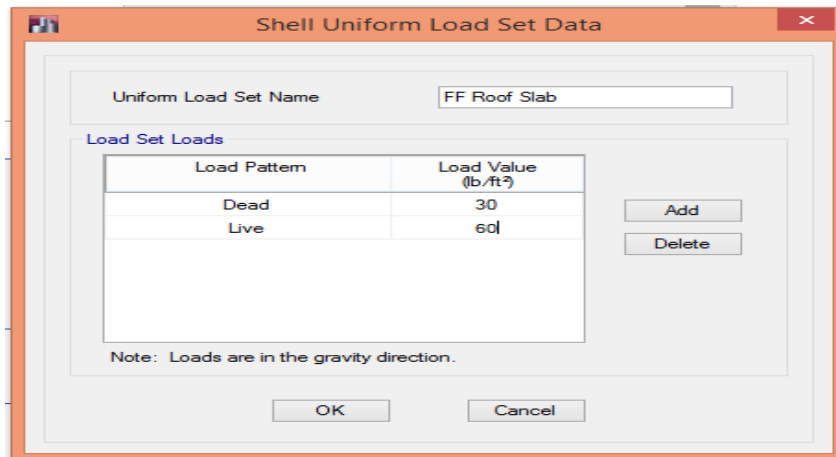 Shell Uniform Load Set Data
Uniform Load Set Name FF Roof Slab
Load Set Loads
Load Pattern Load Value
(lb/ft²)
Dead 30
Live 60
Add
Delete
Note: Loads are in the gravity direction.
OK Cancel